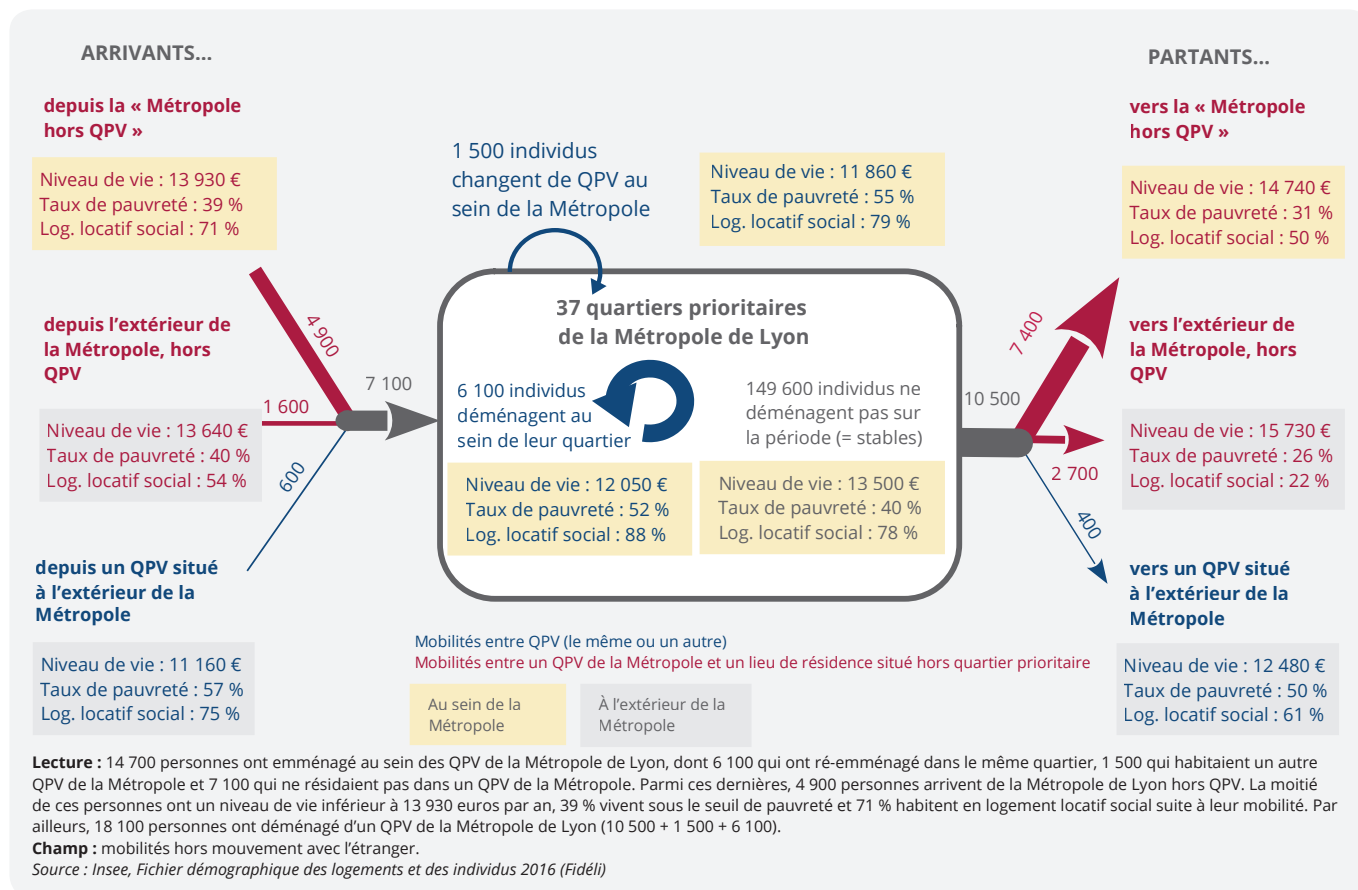 ARRIVANTS...
depuis la « Métropole
hors QPV »
Niveau de vie : 13 930 €
Taux de pauvreté : 39 %
Log. locatif social : 71 %
4 900
depuis l’extérieur de
la Métropole, hors
QPV
1 600
Niveau de vie : 13 640 €
Taux de pauvreté : 40 %
Log. locatif social : 54 %
600
depuis un QPV situé
à l’extérieur de la
Métropole
Niveau de vie : 11 160 €
Taux de pauvreté : 57 %
Log. locatif social : 75 %
7 100
1 500 individus
changent de QPV au
sein de la Métropole
Niveau de vie : 11 860 €
Taux de pauvreté : 55 %
Log. locatif social : 79 %
37 quartiers prioritaires
de la Métropole de Lyon
6 100 individus
déménagent au
sein de leur quartier
Niveau de vie : 12 050 €
Taux de pauvreté : 52 %
Log. locatif social : 88 %
149 600 individus ne
déménagent pas sur
la période (= stables)
Niveau de vie : 13 500 €
Taux de pauvreté : 40 %
Log. locatif social : 78 %
10 500
PARTANTS...
vers la « Métropole
hors QPV »
Niveau de vie : 14 740 €
Taux de pauvreté : 31 %
Log. locatif social : 50 %
7 400
vers l’extérieur de
la Métropole, hors
QPV
2 700
Niveau de vie : 15 730 €
Taux de pauvreté : 26 %
Log. locatif social : 22 %
400
vers un QPV situé
à l’extérieur de la
Métropole
Niveau de vie : 12 480 €
Taux de pauvreté : 50 %
Log. locatif social : 61 %
Mobilités entre QPV (le même ou un autre)
Mobilités entre un QPV de la Métropole et un lieu de résidence situé hors quartier prioritaire
Au sein de la
Métropole
À l’extérieur de la
Métropole
Lecture : 14 700 personnes ont emménagé au sein des QPV de la Métropole de Lyon, dont 6 100 qui ont ré-emménagé dans le même quartier, 1 500 qui habitaient un autre
QPV de la Métropole et 7 100 qui ne résidaient pas dans un QPV de la Métropole. Parmi ces dernières, 4 900 personnes arrivent de la Métropole de Lyon hors QPV. La moitié
de ces personnes ont un niveau de vie inférieur à 13 930 euros par an, 39 % vivent sous le seuil de pauvreté et 71 % habitent en logement locatif social suite à leur mobilité. Par
ailleurs, 18 100 personnes ont déménagé d’un QPV de la Métropole de Lyon (10 500 + 1 500 + 6 100).
Champ : mobilités hors mouvement avec l’étranger.
Source : Insee, Fichier démographique des logements et des individus 2016 (Fidéli)